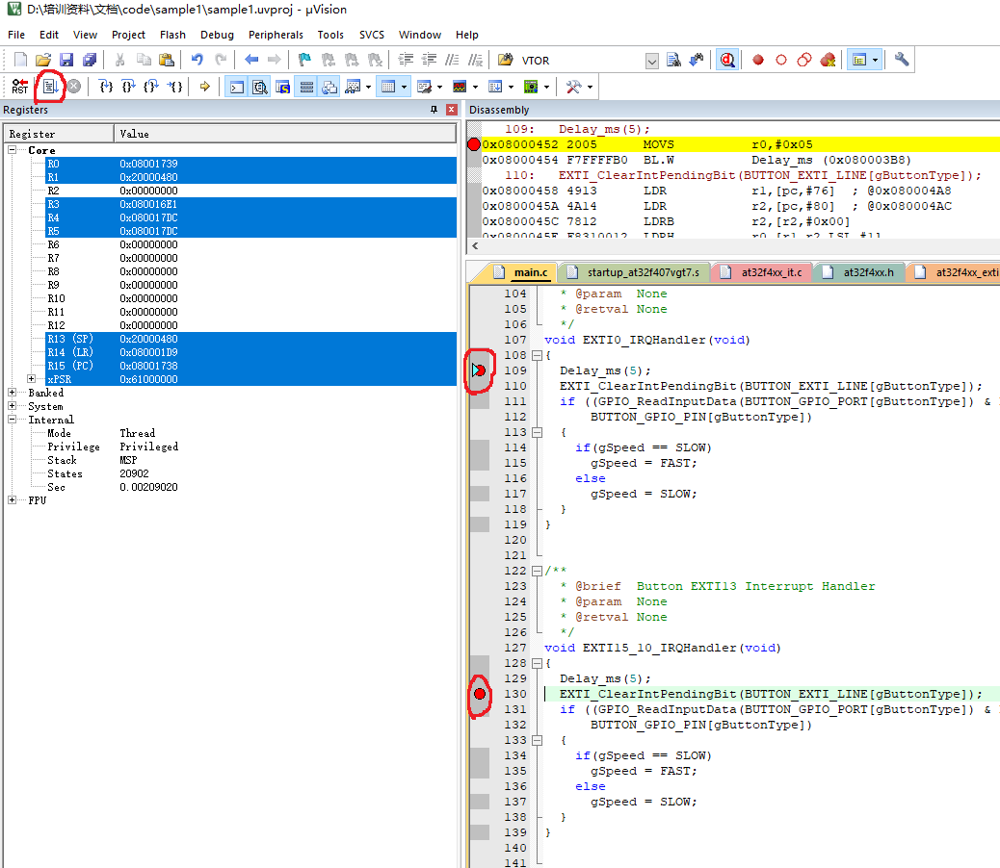 D:\培训资料\文档\code\sample1\sample1.uvproj - µVision
File Edit View Project Flash Debug Peripherals Tools SVCS Window Help
VTOR
RST
Registers
Register Value
Core
R0 0x08001739
R1 0x20000480
R2 0x00000000
R3 0x080016E1
R4 0x080017DC
R5 0x080017DC
R6 0x00000000
R7 0x00000000
R8 0x00000000
R9 0x00000000
R10 0x00000000
R11 0x00000000
R12 0x00000000
R13 (SP) 0x20000480
R14 (LR) 0x080001D9
R15 (PC) 0x08001738
xPSR 0x61000000
Banked
System
Internal
Mode Thread
Privilege Privileged
Stack MSP
States 20902
Sec 0.00209020
FPU
Disassembly
109: Delay_ms(5);
0x08000452 2005 MOVS r0,#0x05
0x08000454 F7FFFFB0 BL.W Delay_ms (0x080003B8)
110: EXTI_ClearIntPendingBit(BUTTON_EXTI_LINE[gButtonType]);
0x08000458 4913 LDR r1,[pc,#76] ; @0x080004A8
0x0800045A 4A14 LDR r2,[pc,#80] ; @0x080004AC
0x0800045C 7812 LDRB r2,[r2,#0x00]
0x0800045E F8310012 LDRH r0,[r1,r2,LSL #1]
main.c startup_at32f407vgt7.s at32f4xx_it.c at32f4xx.h at32f4xx_exti
104 * @param None
105 * @retval None
106 */
107 void EXTI0_IRQHandler(void)
108 {
109 Delay_ms(5);
110 EXTI_ClearIntPendingBit(BUTTON_EXTI_LINE[gButtonType]);
111 if ((GPIO_ReadInputData(BUTTON_GPIO_PORT[gButtonType]) &
112 BUTTON_GPIO_PIN[gButtonType])
113 {
114 if(gSpeed == SLOW)
115 gSpeed = FAST;
116 else
117 gSpeed = SLOW;
118 }
119 }
120
121
122 /**
123 * @brief Button EXTI13 Interrupt Handler
124 * @param None
125 * @retval None
126 */
127 void EXTI15_10_IRQHandler(void)
128 {
129 Delay_ms(5);
130 EXTI_ClearIntPendingBit(BUTTON_EXTI_LINE[gButtonType]);
131 if ((GPIO_ReadInputData(BUTTON_GPIO_PORT[gButtonType]) &
132 BUTTON_GPIO_PIN[gButtonType])
133 {
134 if(gSpeed == SLOW)
135 gSpeed = FAST;
136 else
137 gSpeed = SLOW;
138 }
139 }
140
141